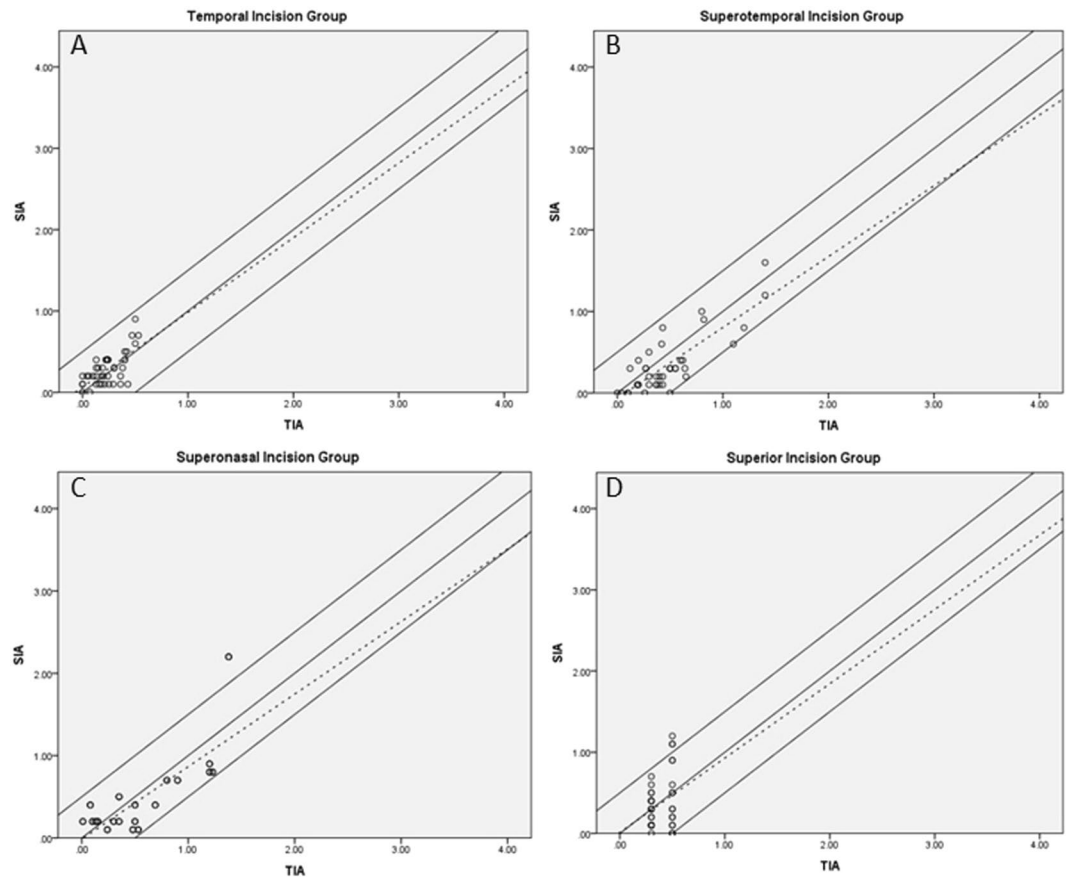 Temporal Incision Group
A
4.00
3.00
2.00
1.00
.00
SIA
.00 1.00 2.00 3.00 4.00
TIA
Superotemporal Incision Group
B
4.00
3.00
2.00
1.00
.00
SIA
.00 1.00 2.00 3.00 4.00
TIA
Superonasal Incision Group
C
4.00
3.00
2.00
1.00
.00
SIA
.00 1.00 2.00 3.00 4.00
TIA
Superior Incision Group
D
4.00
3.00
2.00
1.00
.00
SIA
.00 1.00 2.00 3.00 4.00
TIA